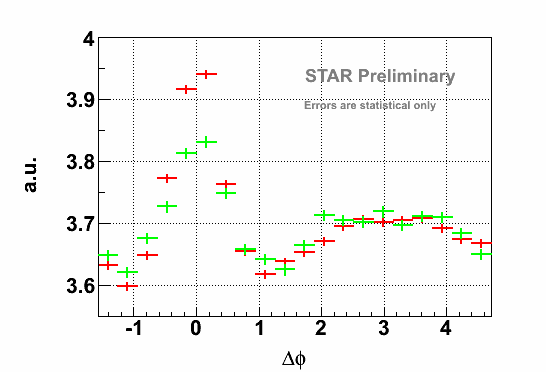 4
STAR Preliminary
3.9
Errors are statistical only
3.8
a.u.
3.7
3.6
-1 0 1 2 3 4
Δϕ